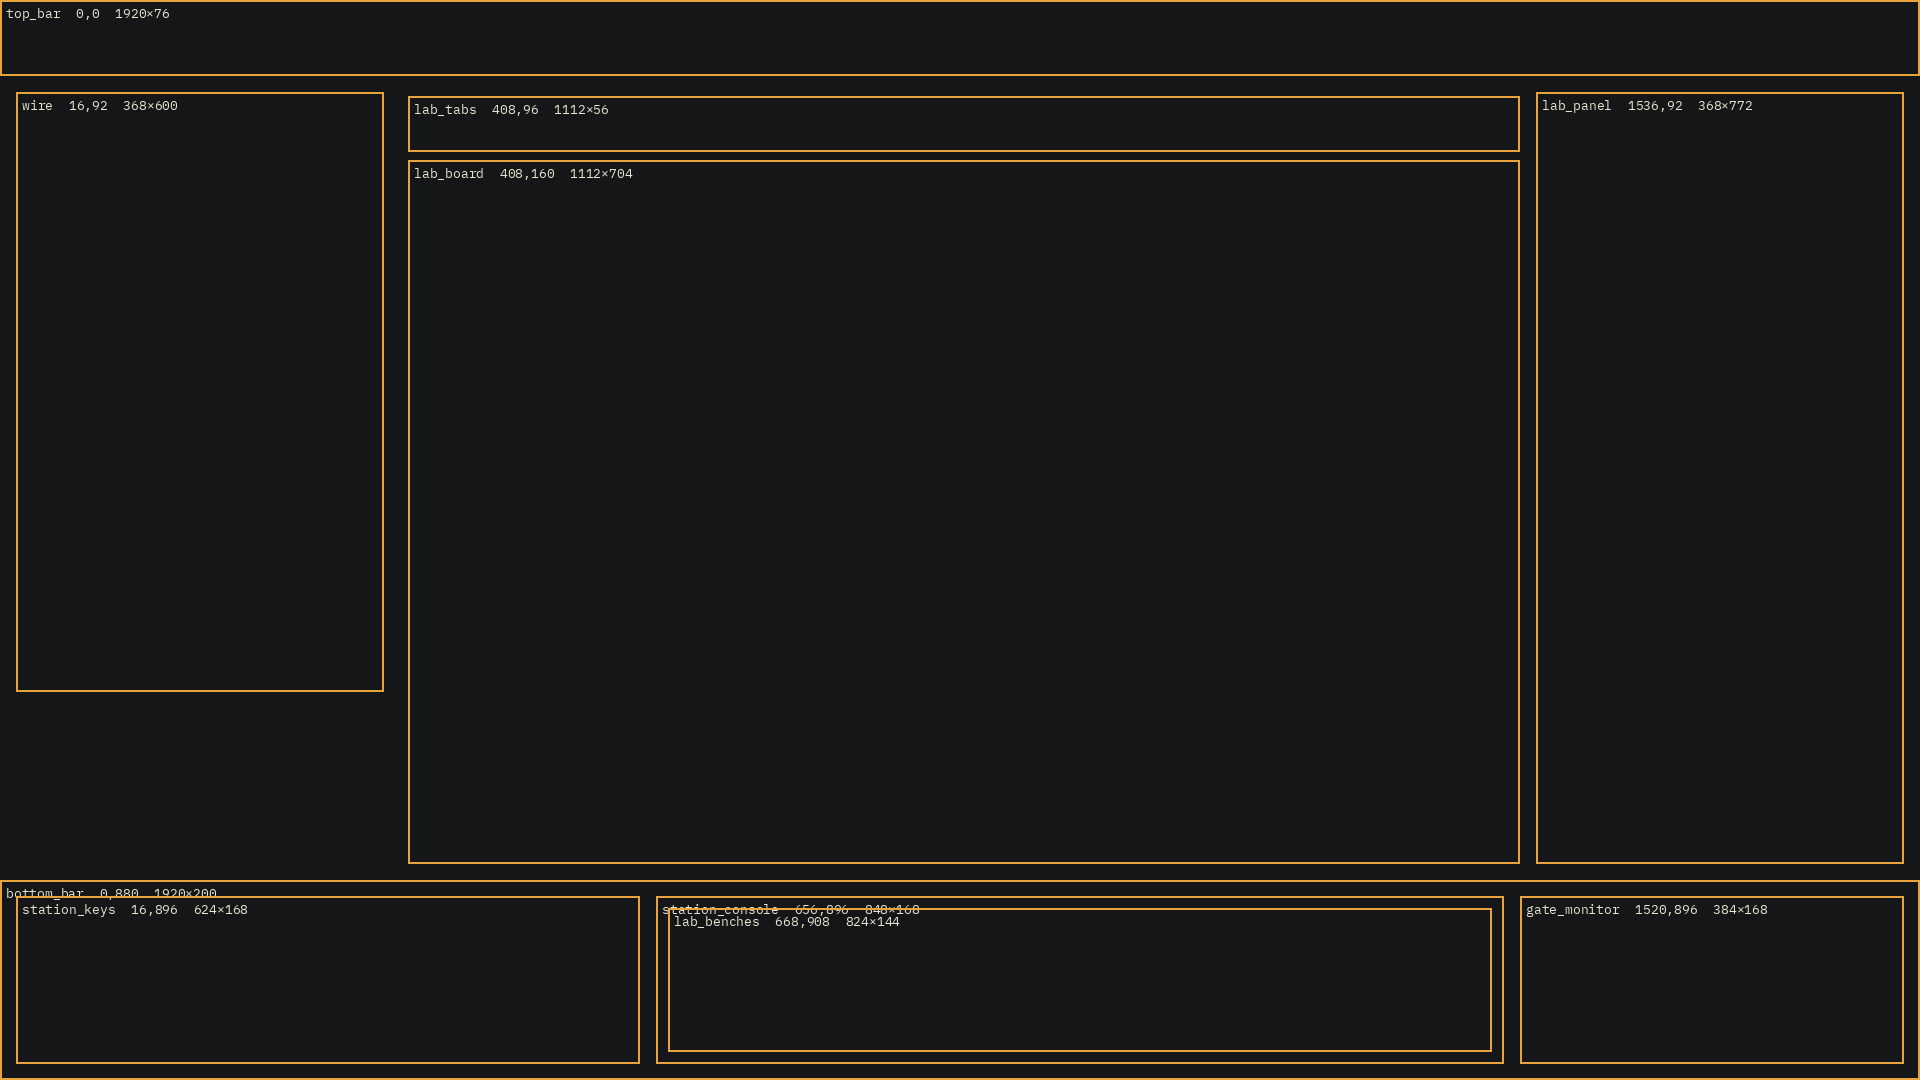 top_bar  0,0  1920×76
wire  16,92  368×600
lab_tabs  408,96  1112×56
lab_panel  1536,92  368×772
lab_board  408,160  1112×704
bottom_bar  0,880  1920×200
station_keys  16,896  624×168
station_console  656,896  848×168
gate_monitor  1520,896  384×168
lab_benches  668,908  824×144